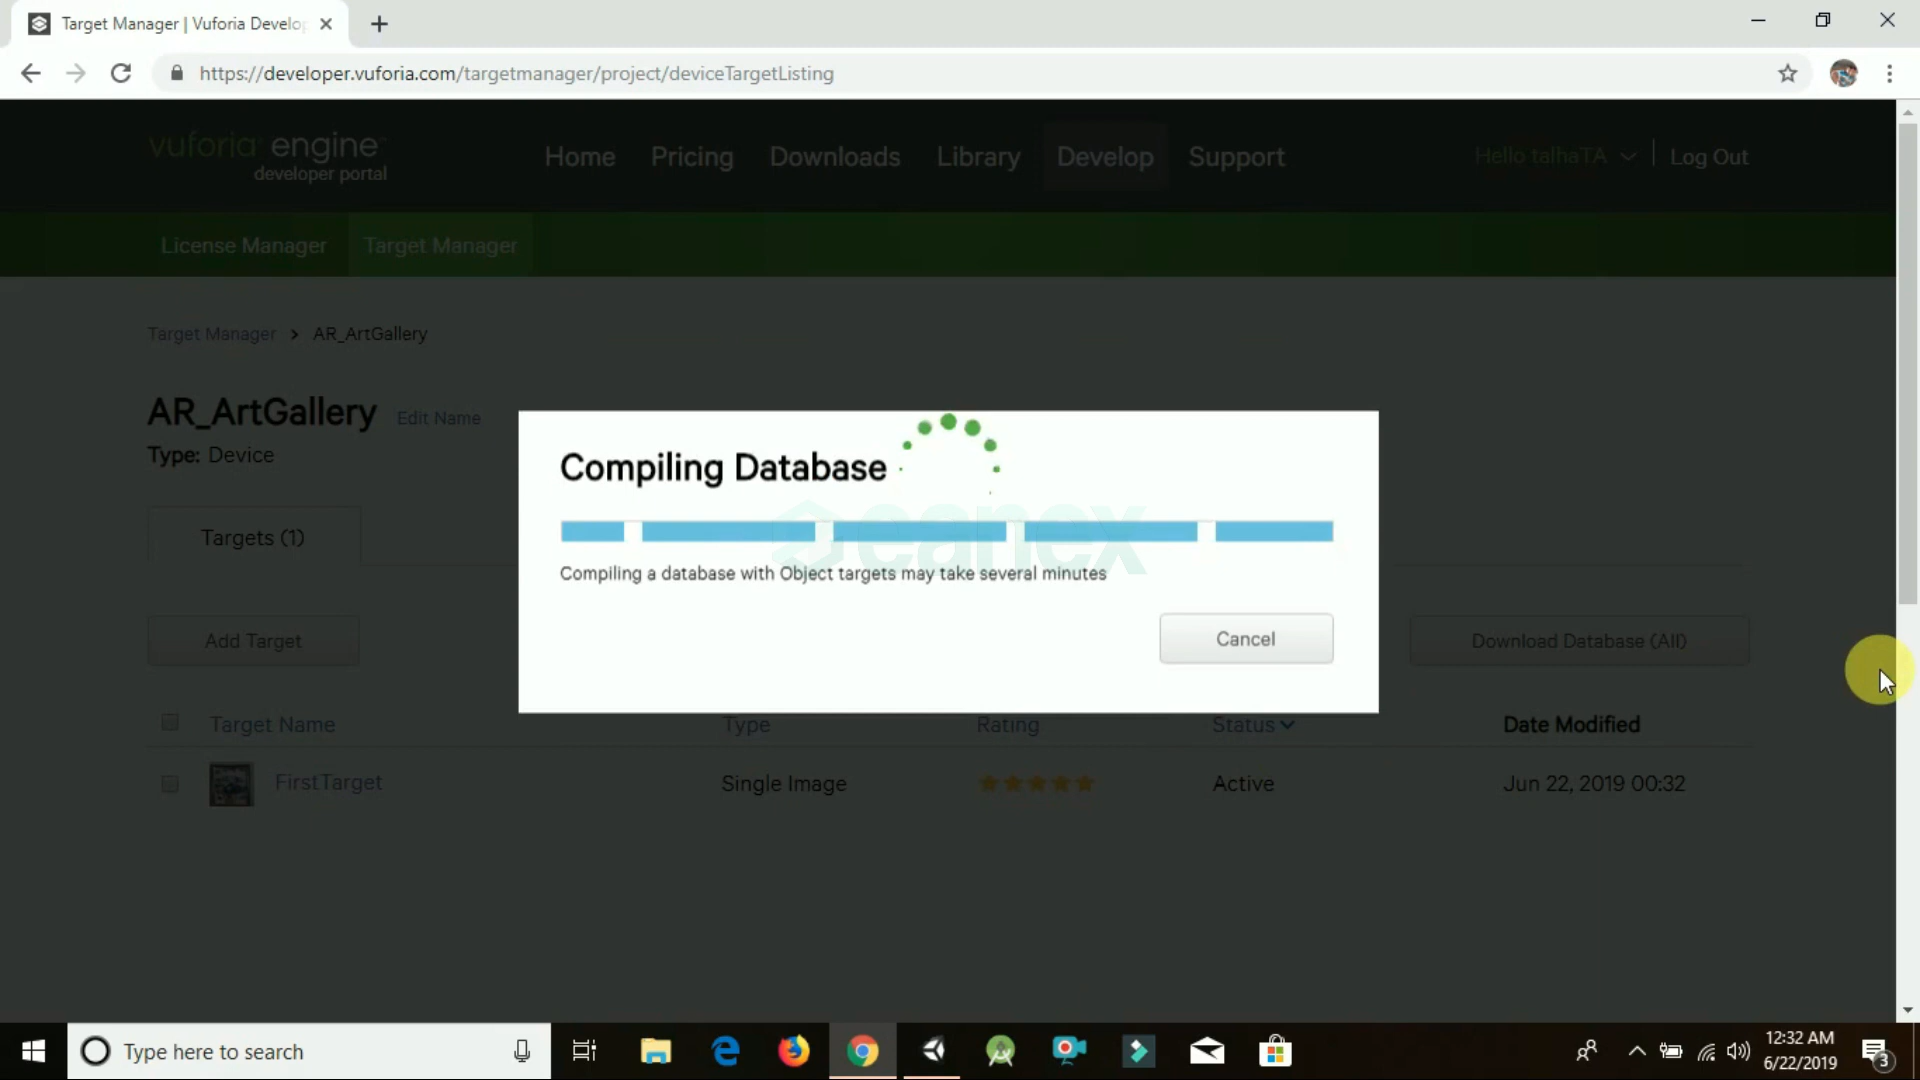 Target Manager | Vuforia Develo
https://developer.vuforia.com/targetmanager/project/deviceTargetListing
vuforia engine
developer portal
Home Pricing Downloads Library Develop Support Hello talhaTA Log Out
License Manager Target Manager
Target Manager > AR_ArtGallery
AR_ArtGallery Edit Name
Type: Device
Targets (1)
Compiling Database
eanex
Compiling a database with Object targets may take several minutes
Cancel
Add Target Download Database (All)
Target Name Type Rating Status Date Modified
FirstTarget Single Image Active Jun 22, 2019 00:32
Type here to search
12:32 AM
6/22/2019
3